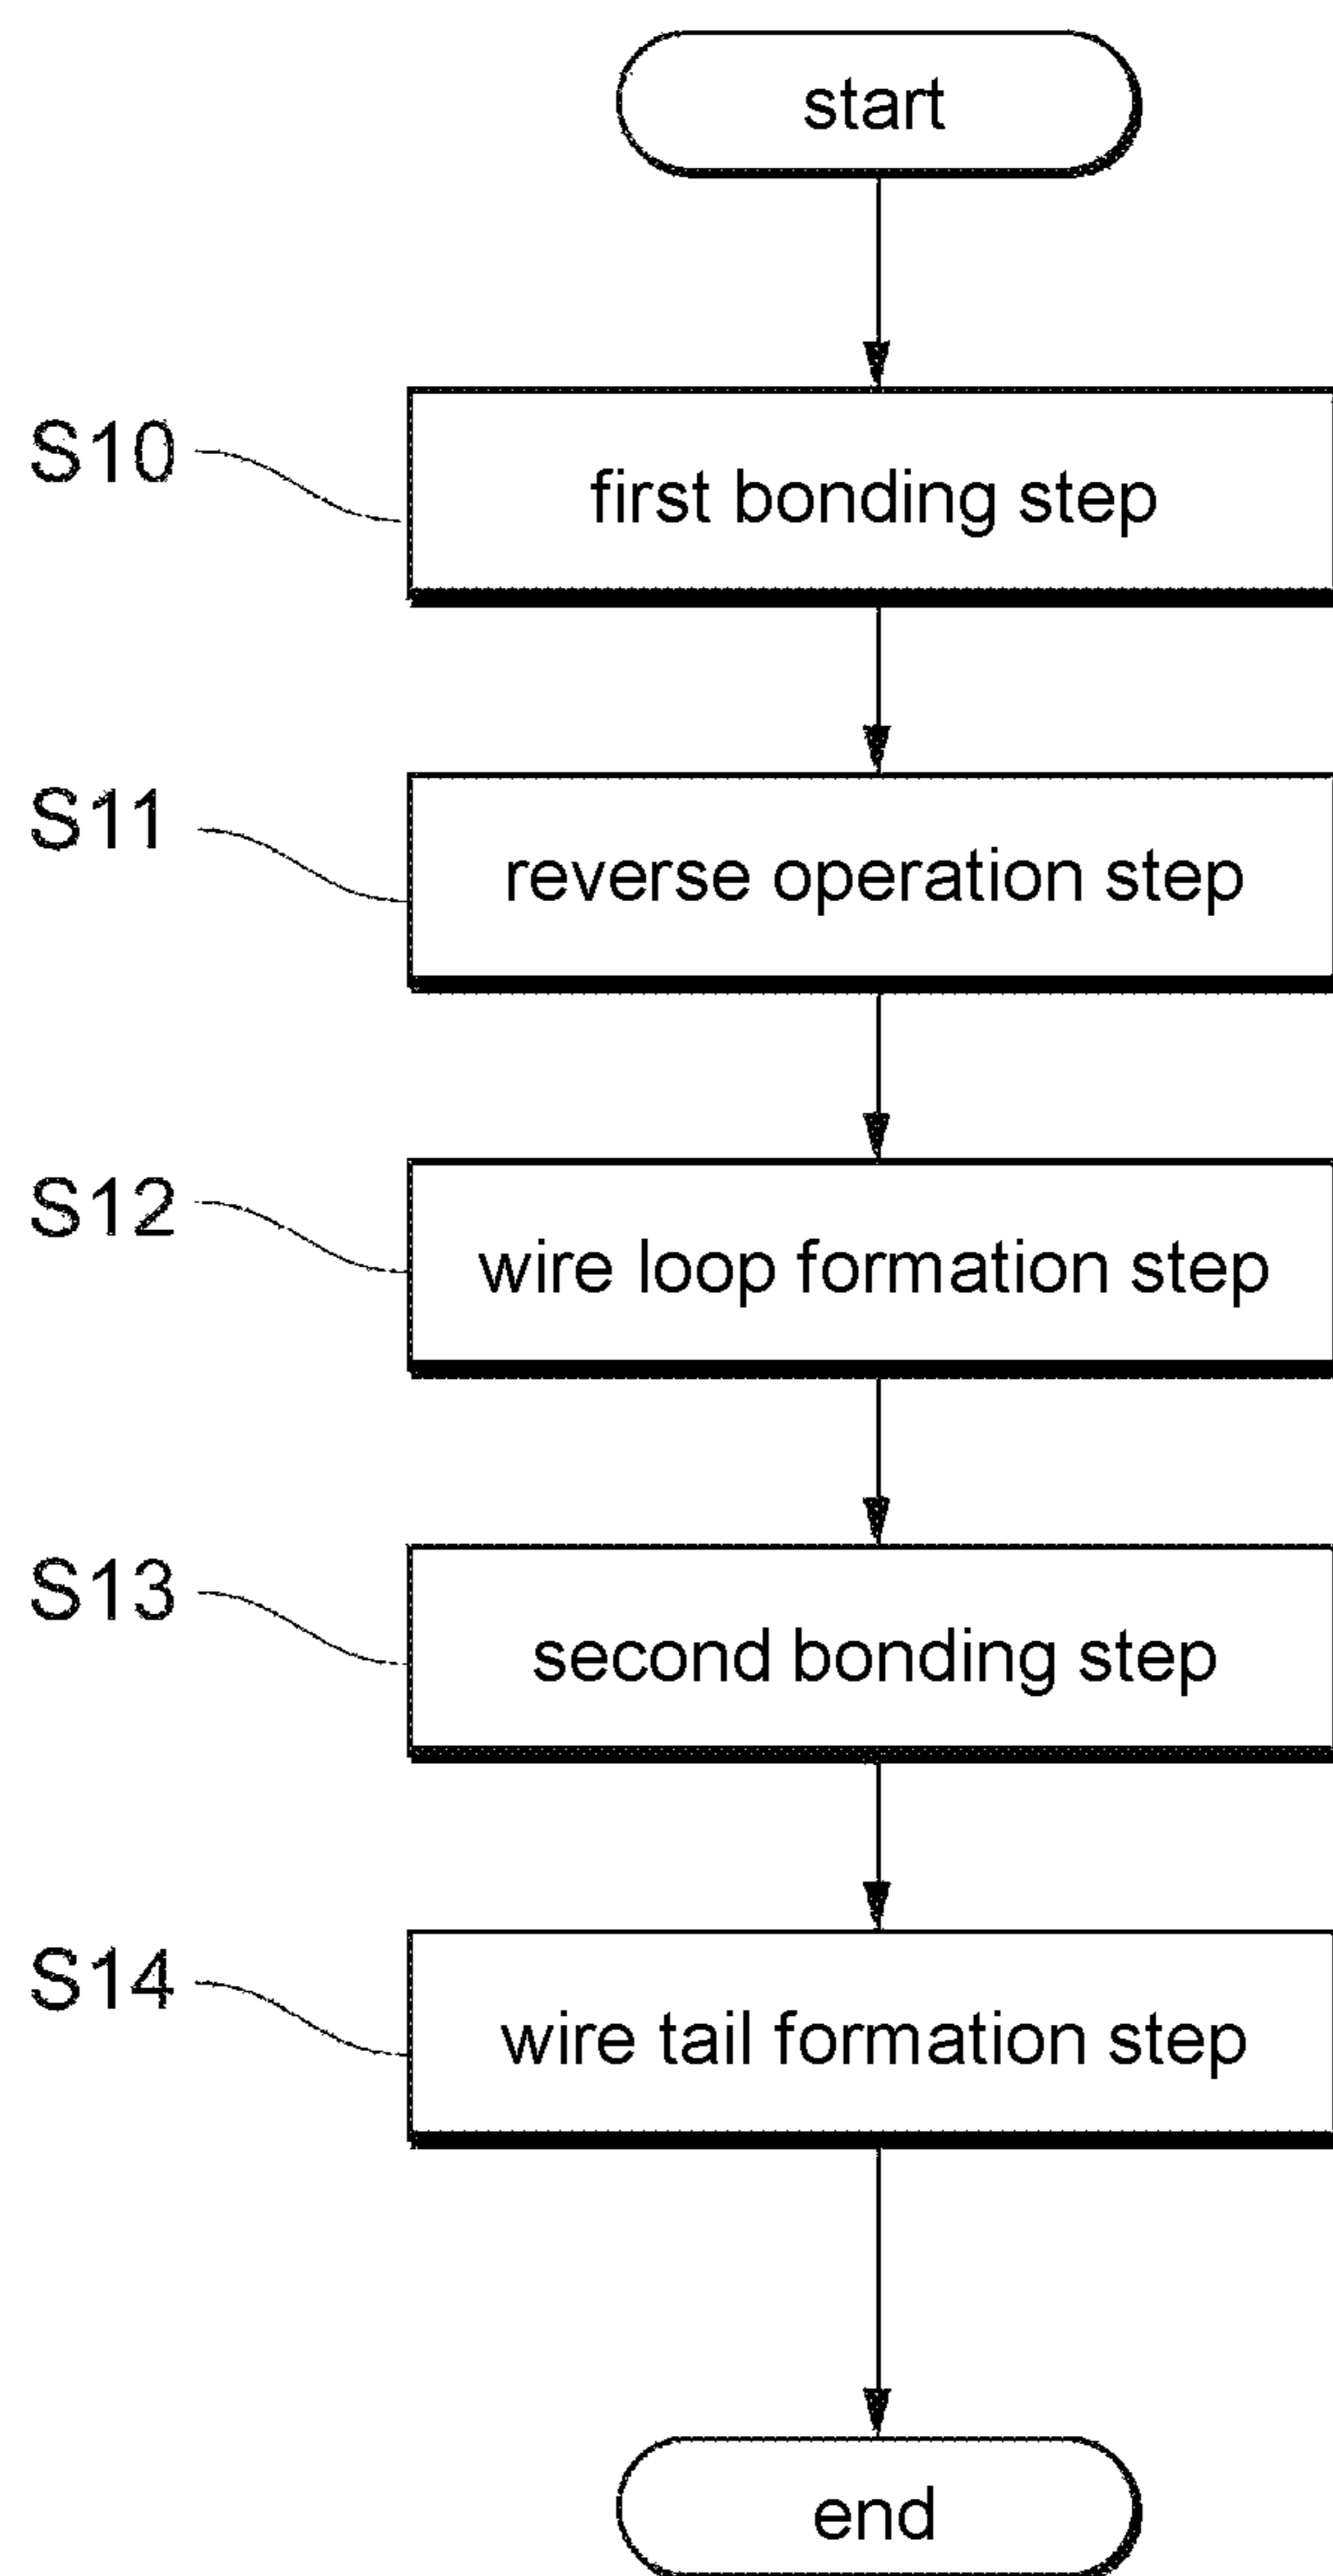 start
S10
first bonding step
S11
reverse operation step
S12
wire loop formation step
S13
second bonding step
S14
wire tail formation step
end